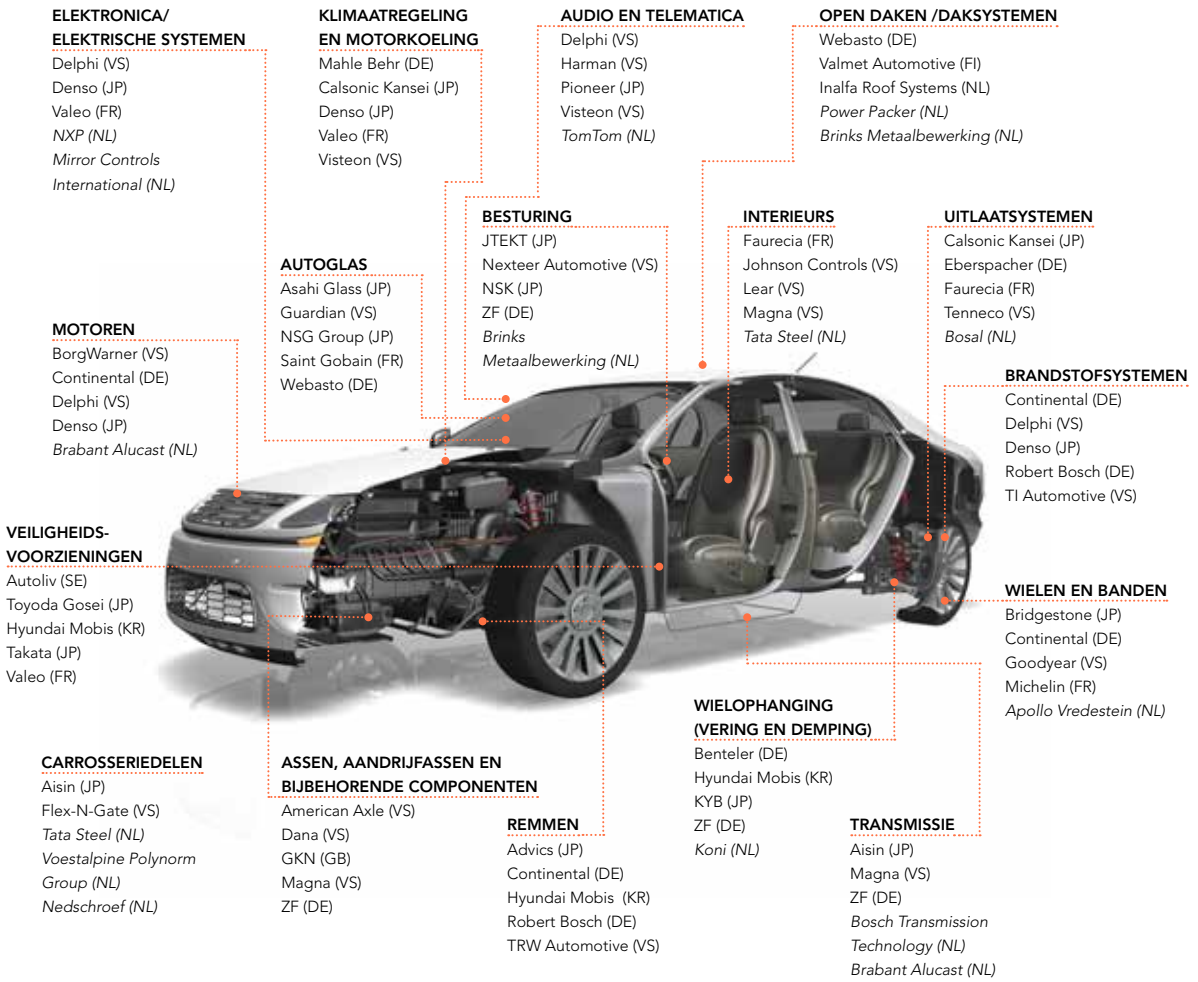 ELEKTRONICA/
ELEKTRISCHE SYSTEMEN
Delphi (VS)
Denso (JP)
Valeo (FR)
NXP (NL)
Mirror Controls
International (NL)
KLIMAATREGELING
EN MOTORKOELING
Mahle Behr (DE)
Calsonic Kansei (JP)
Denso (JP)
Valeo (FR)
Visteon (VS)
AUDIO EN TELEMATICA
Delphi (VS)
Harman (VS)
Pioneer (JP)
Visteon (VS)
TomTom (NL)
OPEN DAKEN /DAKSYSTEMEN
Webasto (DE)
Valmet Automotive (FI)
Inalfa Roof Systems (NL)
Power Packer (NL)
Brinks Metaalbewerking (NL)
BESTURING
JTEKT (JP)
Nexteer Automotive (VS)
NSK (JP)
ZF (DE)
Brinks
Metaalbewerking (NL)
INTERIEURS
Faurecia (FR)
Johnson Controls (VS)
Lear (VS)
Magna (VS)
Tata Steel (NL)
UITLAATSYSTEMEN
Calsonic Kansei (JP)
Eberspacher (DE)
Faurecia (FR)
Tenneco (VS)
Bosal (NL)
AUTOGLAS
Asahi Glass (JP)
Guardian (VS)
NSG Group (JP)
Saint Gobain (FR)
Webasto (DE)
MOTOREN
BorgWarner (VS)
Continental (DE)
Delphi (VS)
Denso (JP)
Brabant Alucast (NL)
BRANDSTOFSYSTEMEN
Continental (DE)
Delphi (VS)
Denso (JP)
Robert Bosch (DE)
TI Automotive (VS)
VEILIGHEIDS-
VOORZIENINGEN
Autoliv (SE)
Toyoda Gosei (JP)
Hyundai Mobis (KR)
Takata (JP)
Valeo (FR)
WIELEN EN BANDEN
Bridgestone (JP)
Continental (DE)
Goodyear (VS)
Michelin (FR)
Apollo Vredestein (NL)
CARROSSERIEDELEN
Aisin (JP)
Flex-N-Gate (VS)
Tata Steel (NL)
Voestalpine Polynorm
Group (NL)
Nedschroef (NL)
ASSEN, AANDRIJFASSEN EN
BIJBEHORENDE COMPONENTEN
American Axle (VS)
Dana (VS)
GKN (GB)
Magna (VS)
ZF (DE)
REMMEN
Advics (JP)
Continental (DE)
Hyundai Mobis (KR)
Robert Bosch (DE)
TRW Automotive (VS)
WIELOPHANGING
(VERING EN DEMPING)
Benteler (DE)
Hyundai Mobis (KR)
KYB (JP)
ZF (DE)
Koni (NL)
TRANSMISSIE
Aisin (JP)
Magna (VS)
ZF (DE)
Bosch Transmission
Technology (NL)
Brabant Alucast (NL)